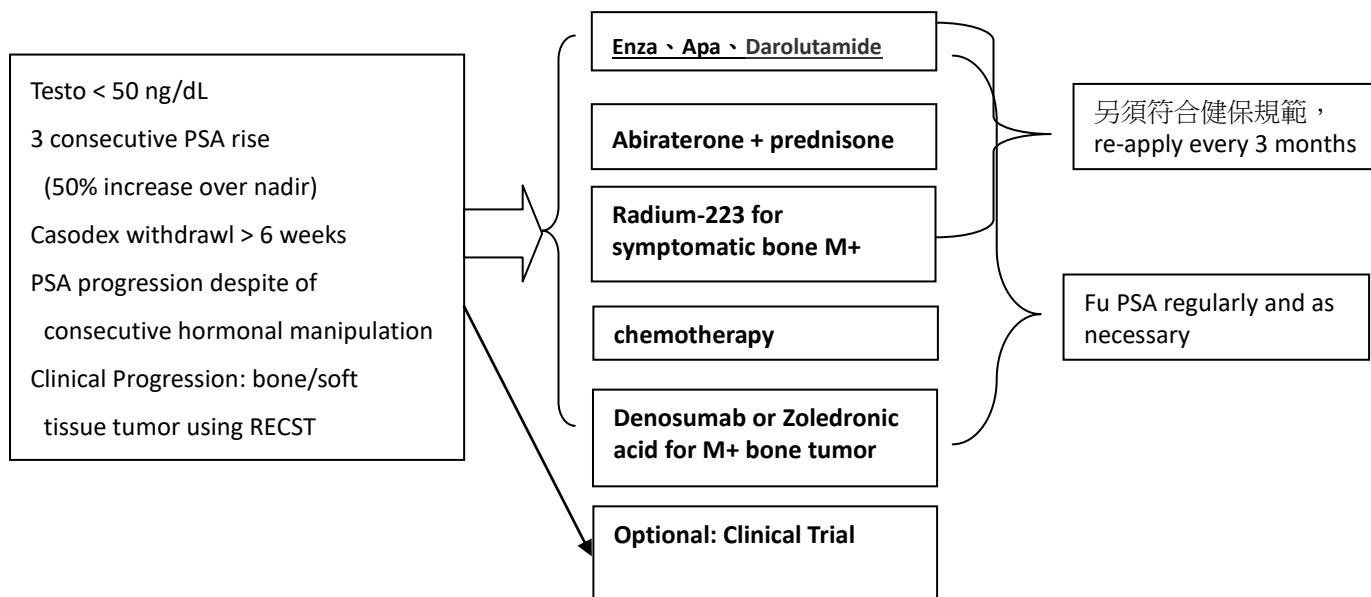 Testo < 50 ng/dL
3 consecutive PSA rise
(50% increase over nadir)
Casodex withdrawl > 6 weeks
PSA progression despite of
consecutive hormonal manipulation
Clinical Progression: bone/soft
tissue tumor using RECST
Enza、Apa、Darolutamide
Abiraterone + prednisone
Radium-223 for
symptomatic bone M+
chemotherapy
Denosumab or Zoledronic
acid for M+ bone tumor
Optional: Clinical Trial
另須符合健保規範，
re-apply every 3 months
Fu PSA regularly and as
necessary